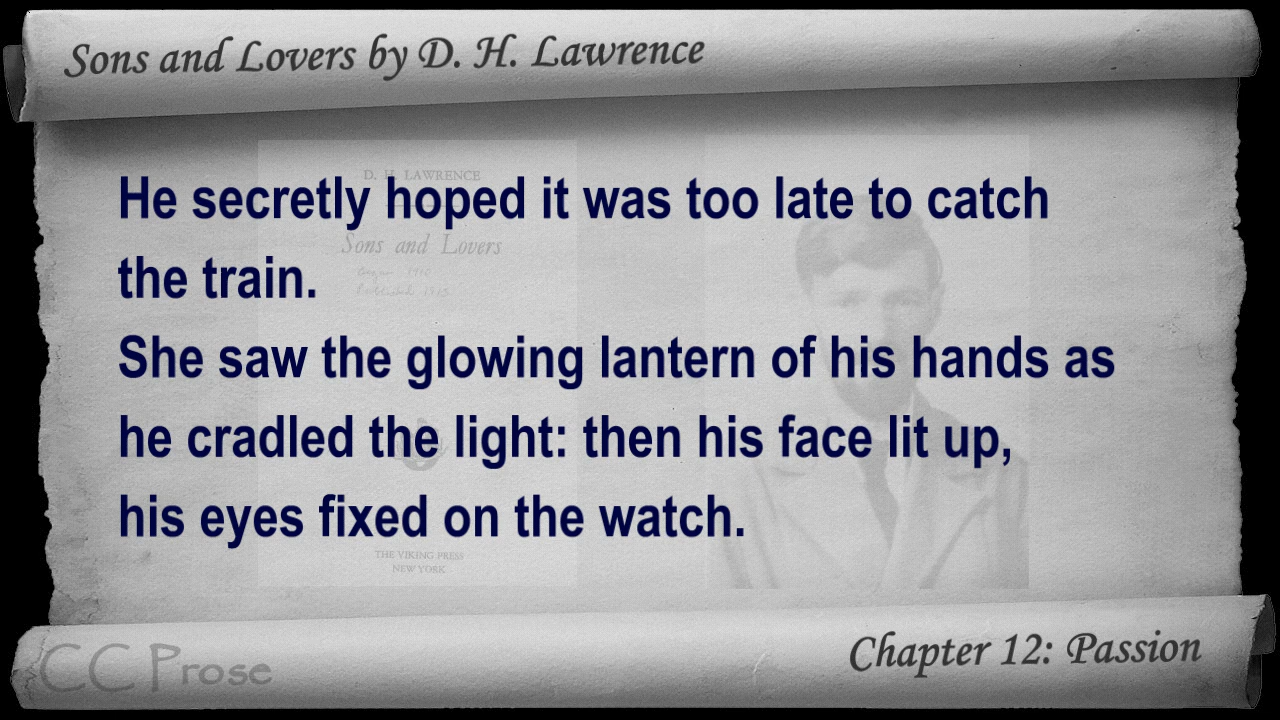 Sons and Lovers by D. H. Lawrence
D. H. LAWRENCE
Sons and Lovers
He secretly hoped it was too late to catch
the train.
She saw the glowing lantern of his hands as
he cradled the light: then his face lit up,
his eyes fixed on the watch.
THE VIKING PRESS
NEW YORK
CC Prose
Chapter 12: Passion